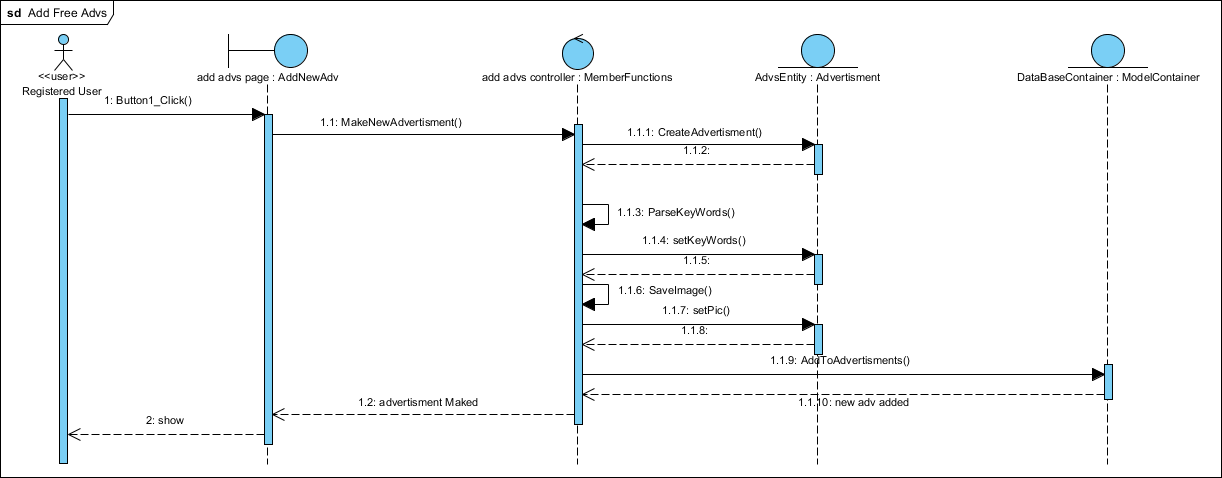 sd Add Free Advs
<<user>>
Registered User
add advs page : AddNewAdv
add advs controller : MemberFunctions
AdvsEntity : Advertisment
DataBaseContainer : ModelContainer
1: Button1_Click()
1.1: MakeNewAdvertisment()
1.1.1: CreateAdvertisment()
1.1.2:
1.1.3: ParseKeyWords()
1.1.4: setKeyWords()
1.1.5:
1.1.6: SaveImage()
1.1.7: setPic()
1.1.8:
1.1.9: AddToAdvertisments()
1.1.10: new adv added
1.2: advertisment Maked
2: show